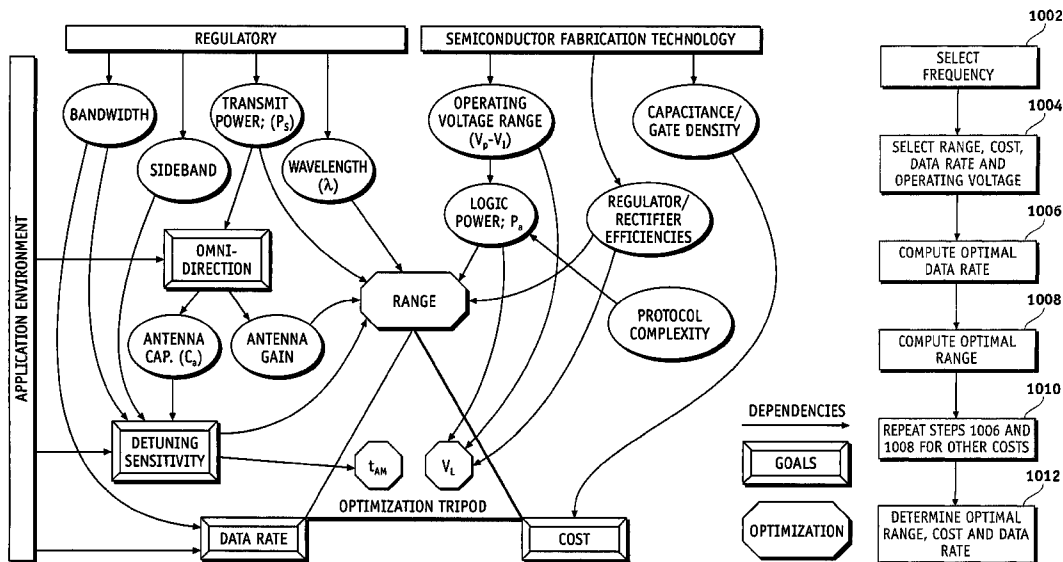 REGULATORY
SEMICONDUCTOR FABRICATION TECHNOLOGY
APPLICATION ENVIRONMENT
BANDWIDTH
SIDEBAND
TRANSMIT
POWER; (Ps)
WAVELENGTH
(λ)
OPERATING
VOLTAGE RANGE
(Vp-Vl)
CAPACITANCE/
GATE DENSITY
LOGIC
POWER; Pa
REGULATOR/
RECTIFIER
EFFICIENCIES
OMNI-
DIRECTION
RANGE
PROTOCOL
COMPLEXITY
ANTENNA
CAP. (Ca)
ANTENNA
GAIN
DETUNING
SENSITIVITY
tAM
VL
OPTIMIZATION TRIPOD
DATA RATE
COST
DEPENDENCIES
GOALS
OPTIMIZATION
1002
SELECT
FREQUENCY
1004
SELECT RANGE, COST,
DATA RATE AND
OPERATING VOLTAGE
1006
COMPUTE OPTIMAL
DATA RATE
1008
COMPUTE OPTIMAL
RANGE
1010
REPEAT STEPS 1006 AND
1008 FOR OTHER COSTS
1012
DETERMINE OPTIMAL
RANGE, COST AND DATA
RATE